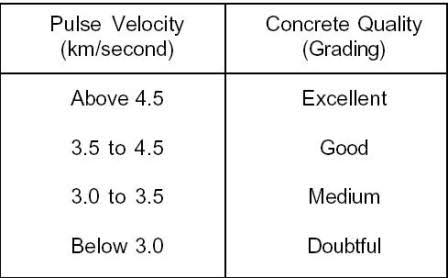 Pulse Velocity Concrete Quality
(km/second) (Grading)
Above 4.5 Excellent
3.5 to 4.5 Good
3.0 to 3.5 Medium
Below 3.0 Doubtful